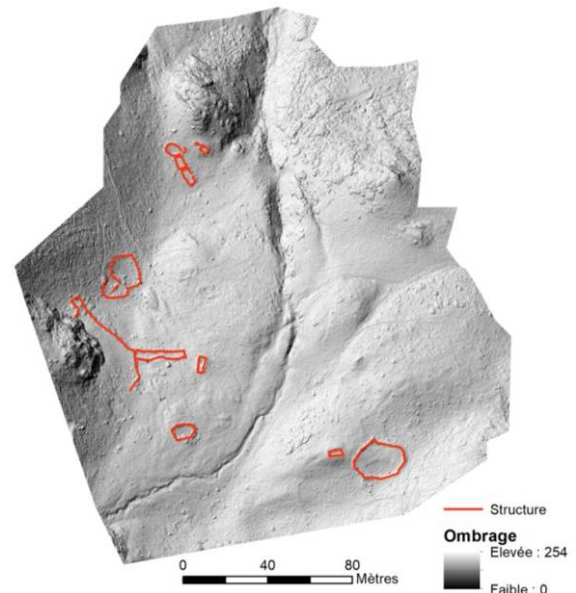 Structure
Ombrage
Elevée : 254
Faible : 0
0 40 80
Mètres